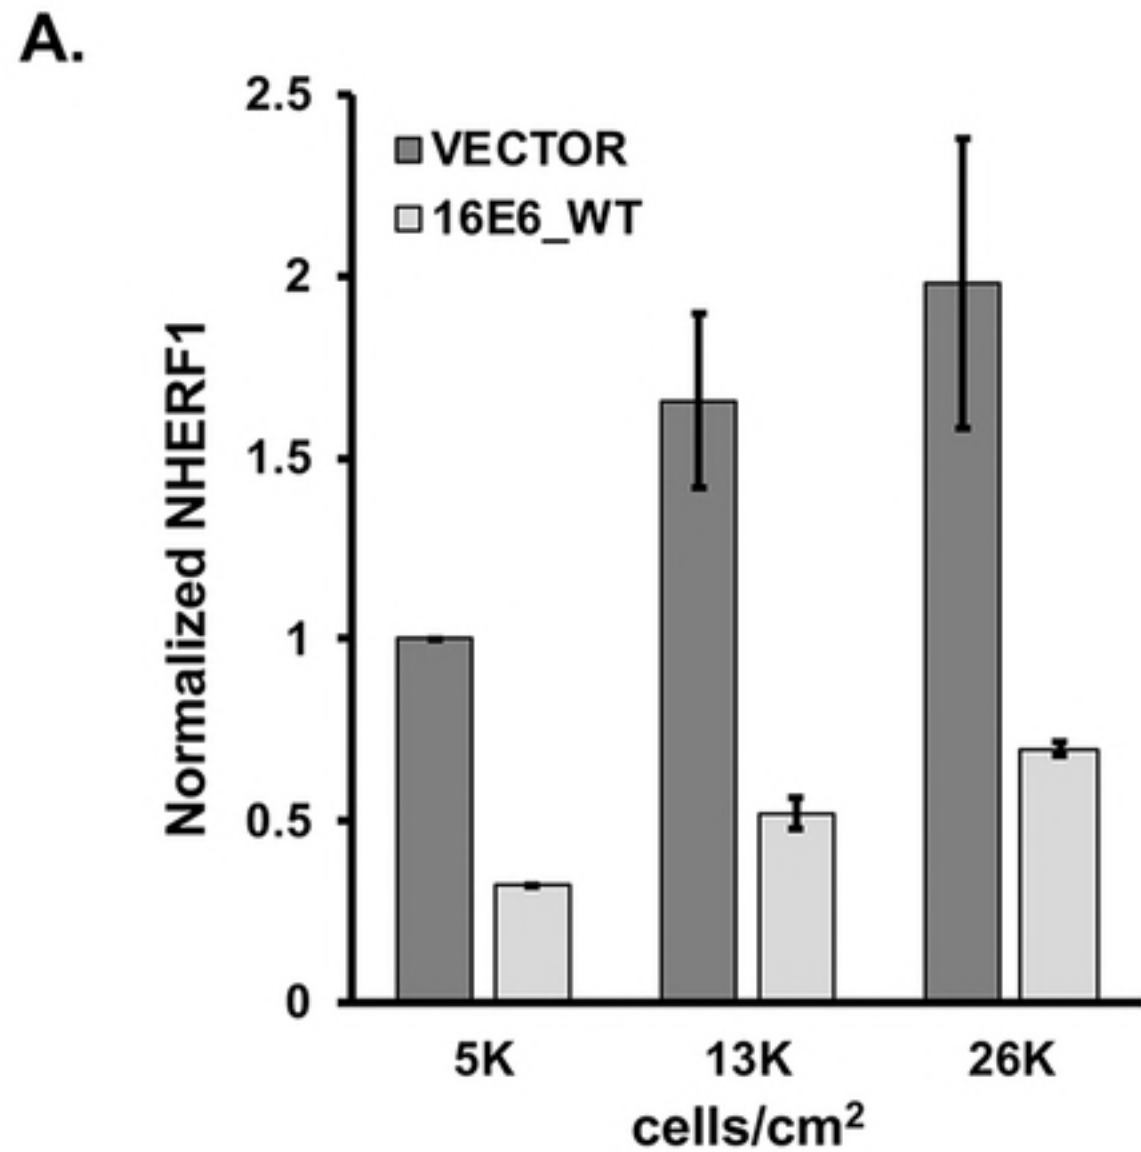 A.
2.5
VECTOR
16E6_WT
2
1.5
1
0.5
0
Normalized NHERF1
5K 13K 26K
cells/cm²